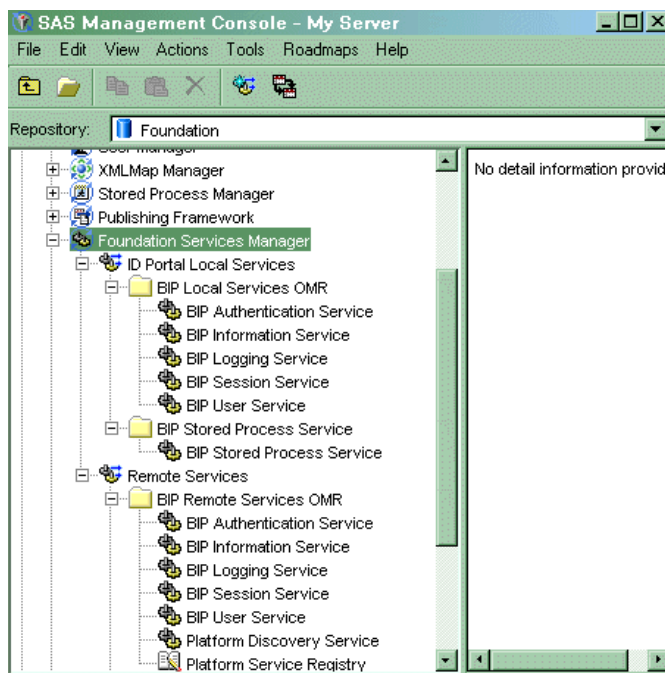 SAS Management Console - My Server
File Edit View Actions Tools Roadmaps Help
Repository: Foundation
User Manager
XMLMap Manager
No detail information provid
Stored Process Manager
Publishing Framework
Foundation Services Manager
ID Portal Local Services
BIP Local Services OMR
BIP Authentication Service
BIP Information Service
BIP Logging Service
BIP Session Service
BIP User Service
BIP Stored Process Service
BIP Stored Process Service
Remote Services
BIP Remote Services OMR
BIP Authentication Service
BIP Information Service
BIP Logging Service
BIP Session Service
BIP User Service
Platform Discovery Service
Platform Service Registry